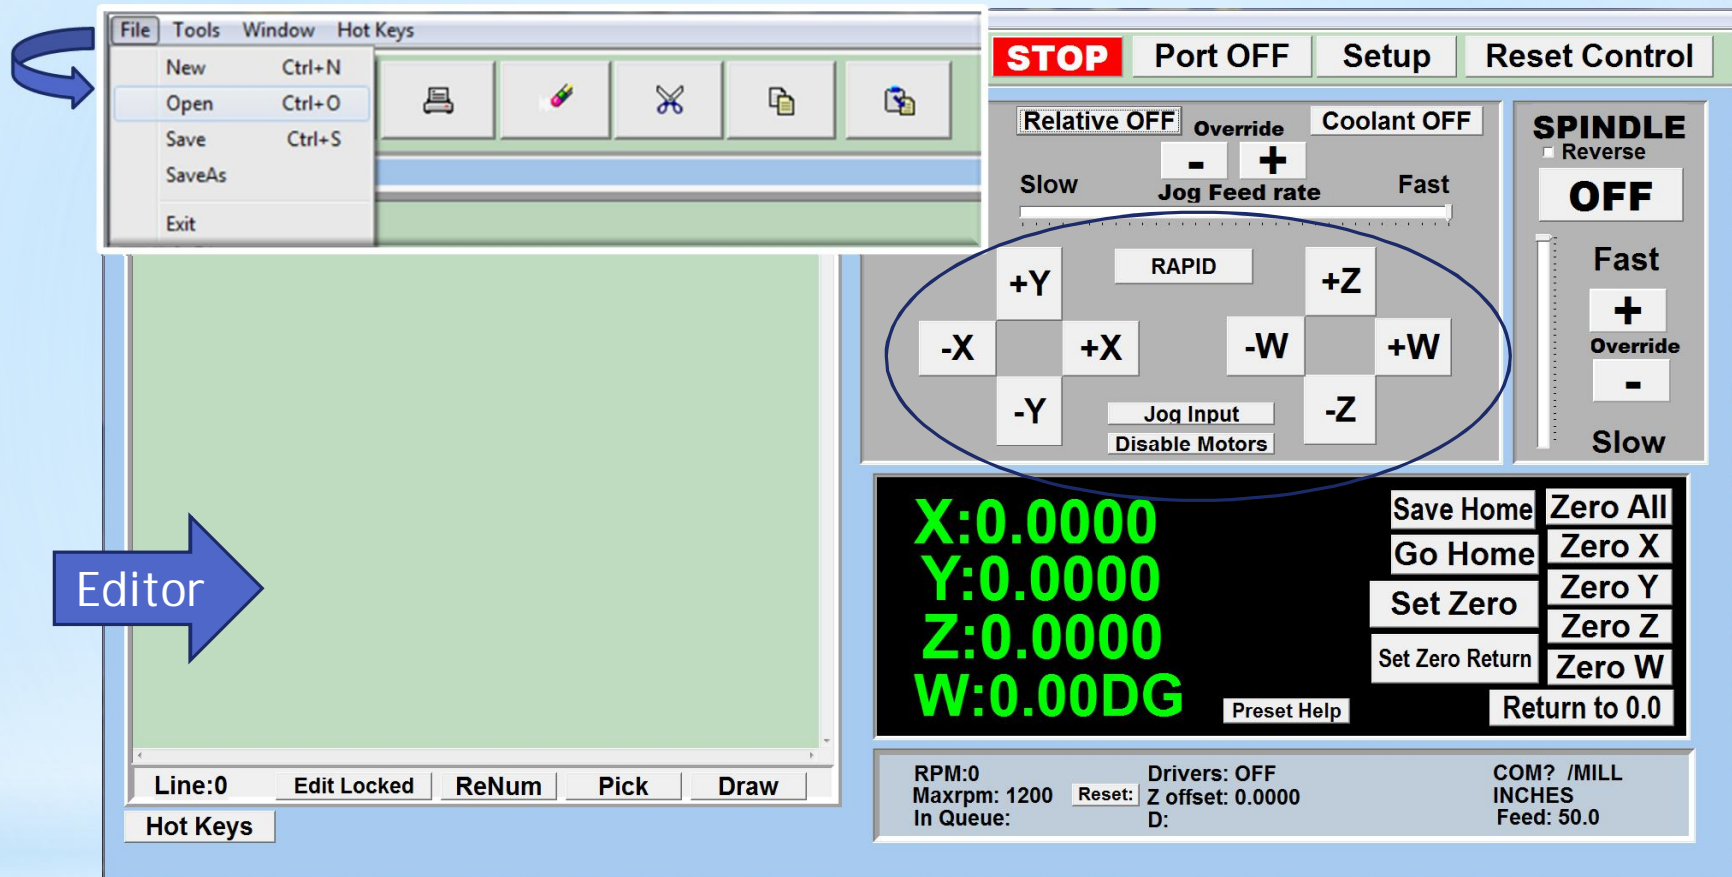 File Tools Window Hot Keys
New Ctrl+N
Open Ctrl+O
Save Ctrl+S
SaveAs
Exit
STOP Port OFF Setup Reset Control
Relative OFF Override Coolant OFF
- +
Slow Jog Feed rate Fast
RAPID
+Y +Z
-X +X -W +W
-Y -Z
Jog Input
Disable Motors
SPINDLE
Reverse
OFF
Fast
+
Override
-
Slow
Editor
X:0.0000
Y:0.0000
Z:0.0000
W:0.00DG
Save Home Zero All
Go Home Zero X
Set Zero Zero Y
Zero Z
Set Zero Return Zero W
Preset Help Return to 0.0
Line:0 Edit Locked ReNum Pick Draw
Hot Keys
RPM:0 Drivers: OFF COM? /MILL
Maxrpm: 1200 Reset: Z offset: 0.0000 INCHES
In Queue: D: Feed: 50.0